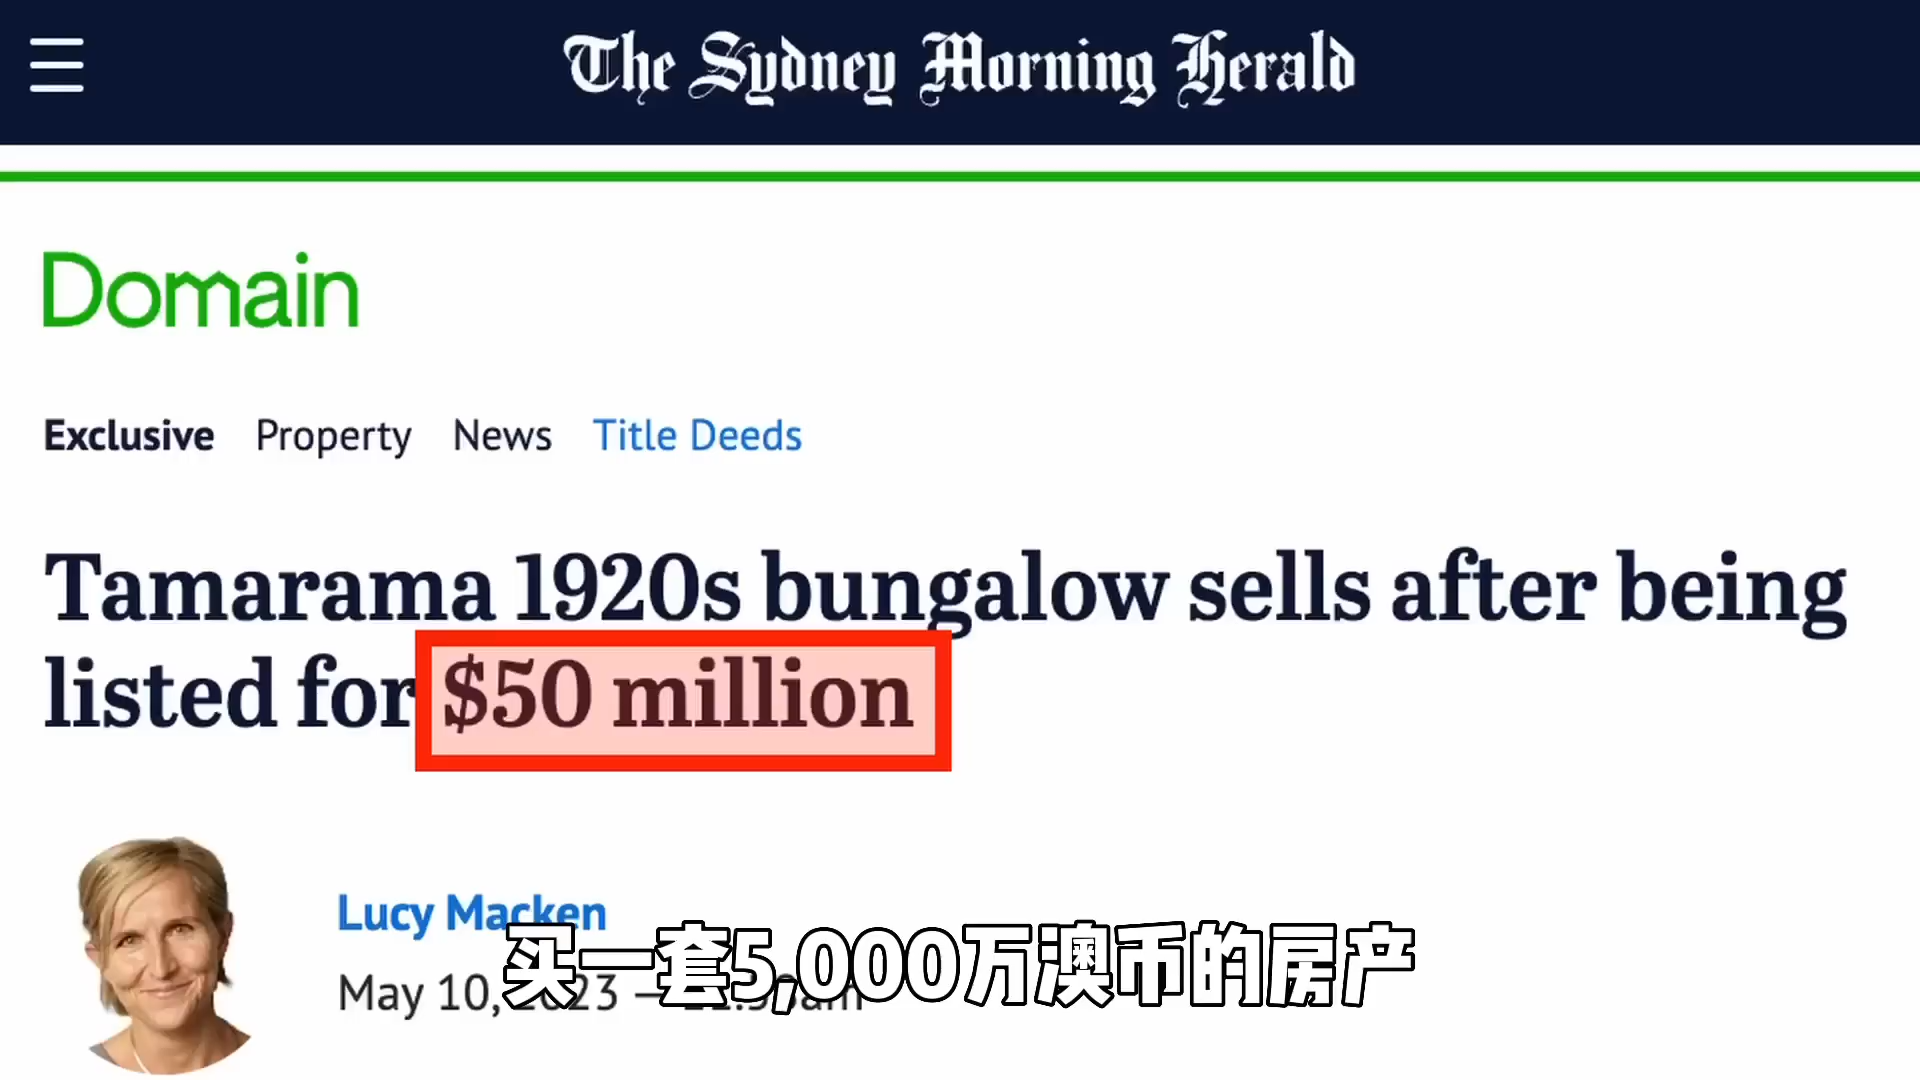 The Sydney Morning Herald
Domain
Exclusive Property News Title Deeds
Tamarama 1920s bungalow sells after being
listed for $50 million
Lucy Macken
May 10, 2023 —
买一套5,000万澳币的房产